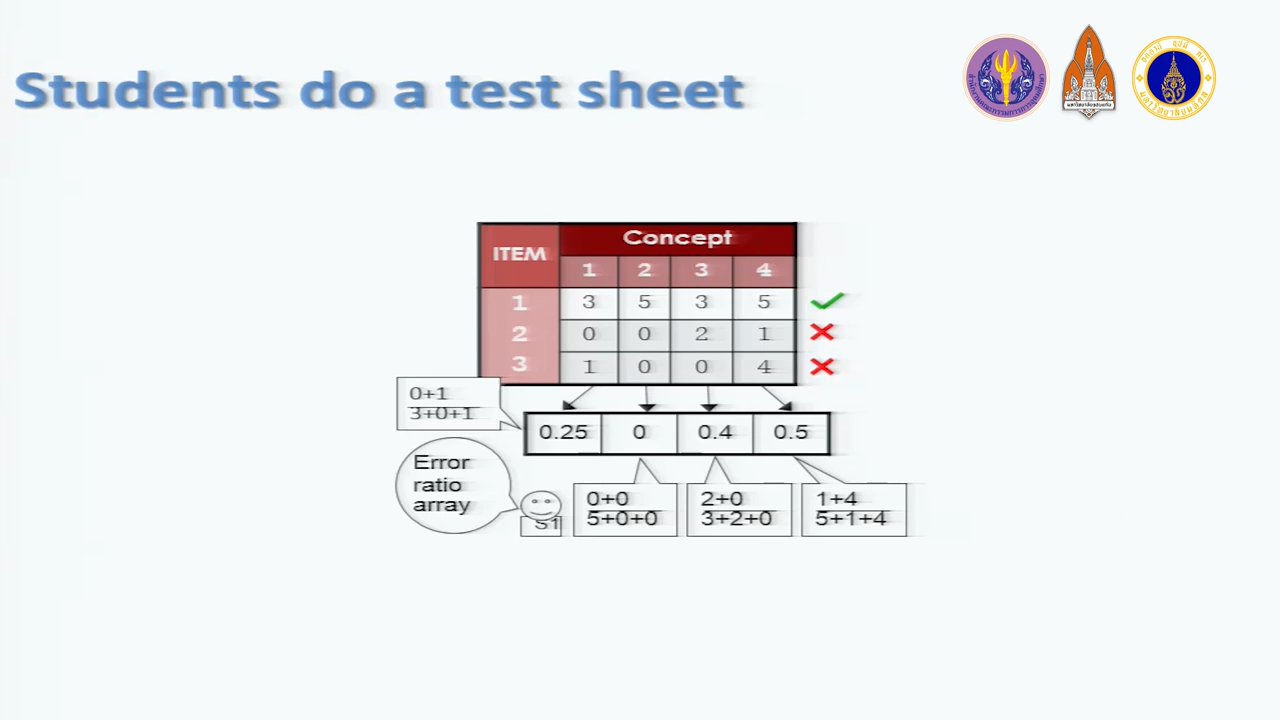 Students do a test sheet
ITEM Concept
1 2 3 4
1 3 5 3 5
2 0 0 2 1
3 1 0 0 4
0+1
3+0+1
0.25 0 0.4 0.5
Error
ratio
array
S1
0+0
5+0+0
2+0
3+2+0
1+4
5+1+4